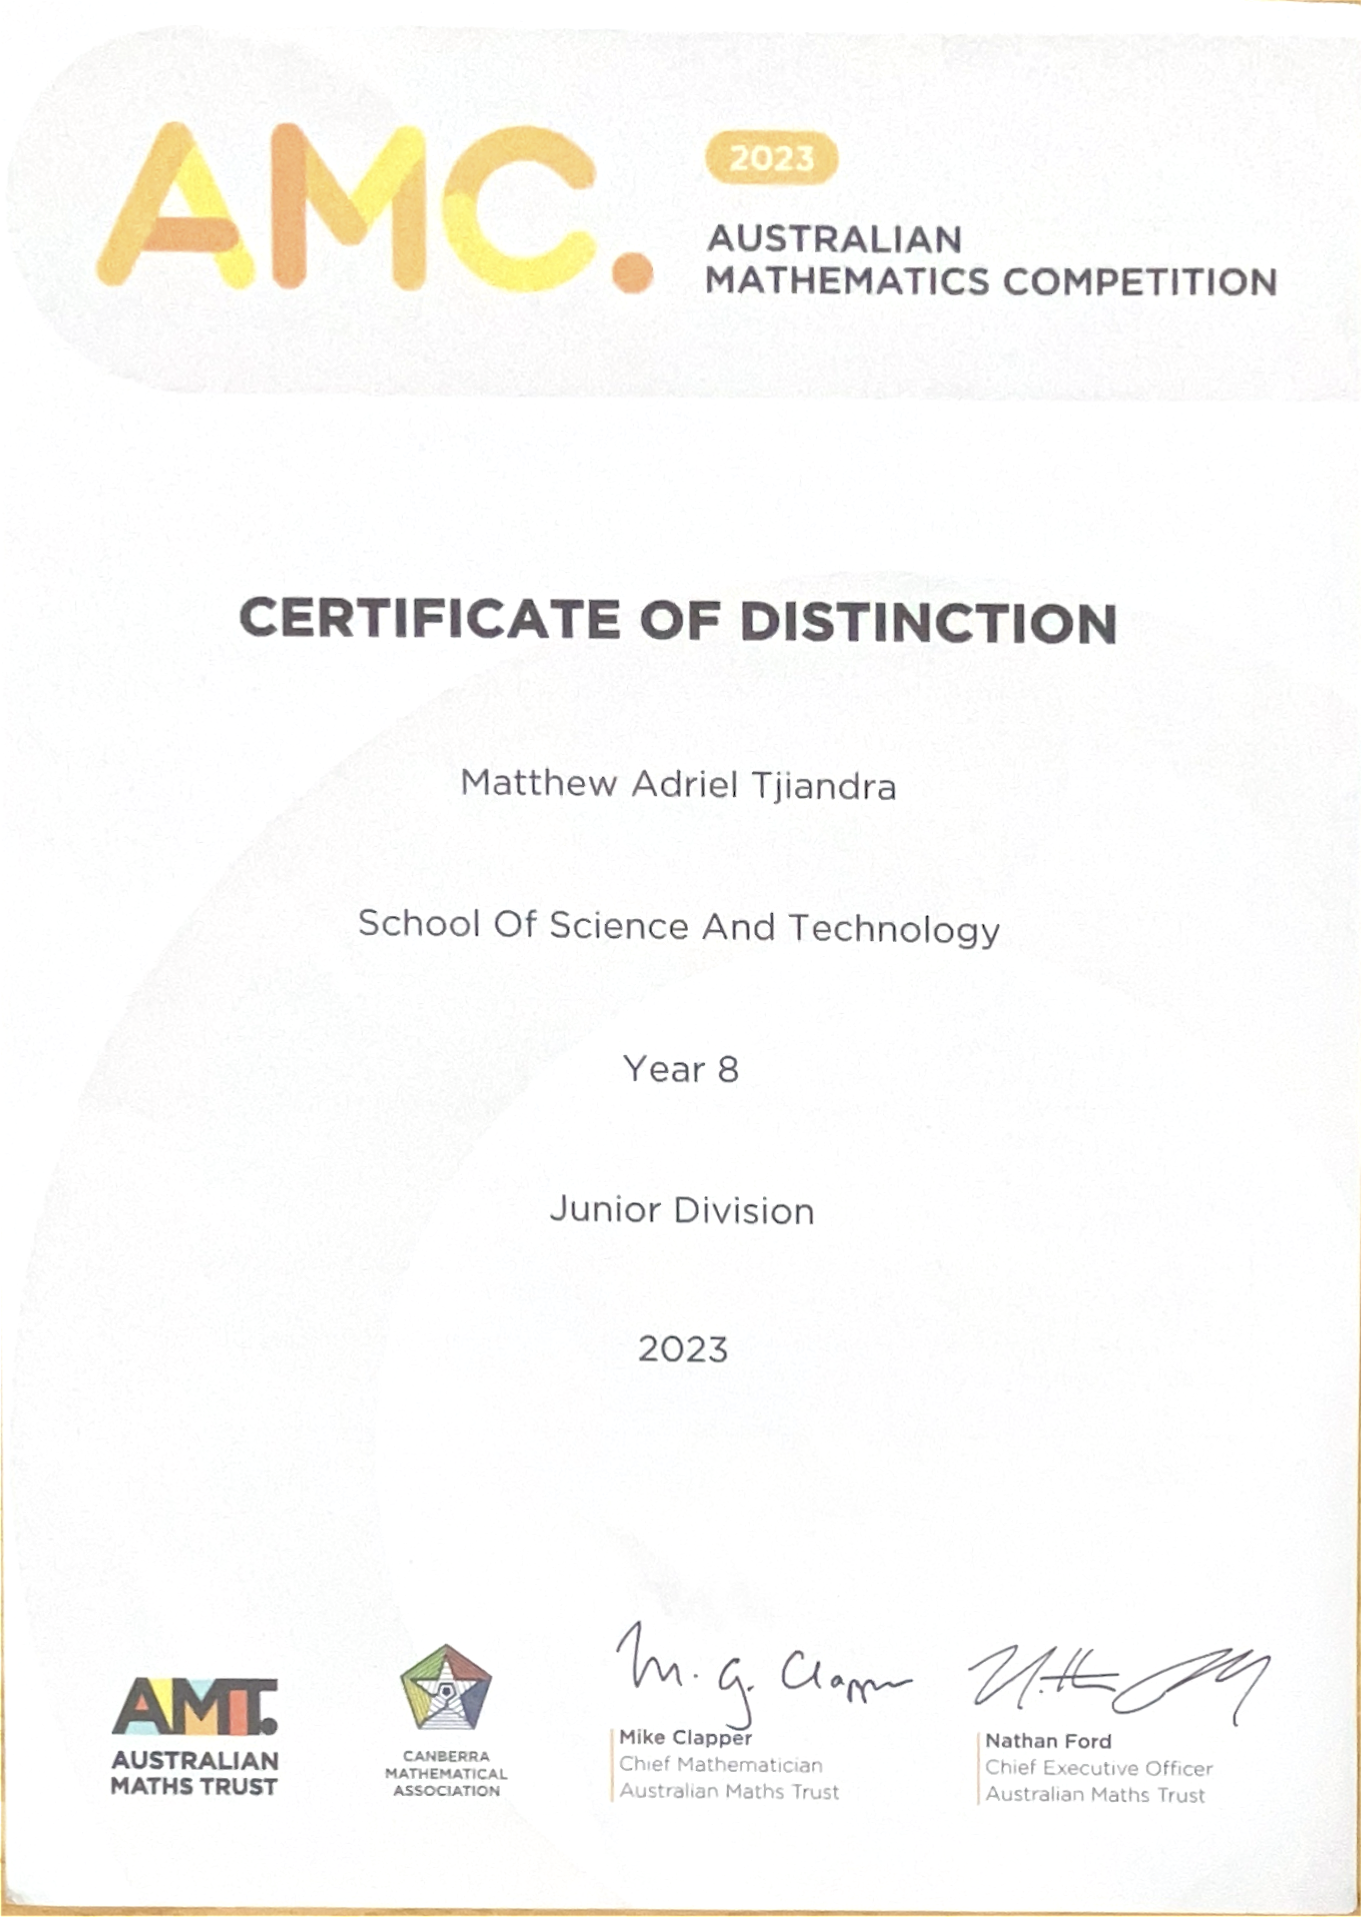 AMC.
2023
AUSTRALIAN
MATHEMATICS COMPETITION
CERTIFICATE OF DISTINCTION
Matthew Adriel Tjiandra
School Of Science And Technology
Year 8
Junior Division
2023
AMT.
AUSTRALIAN
MATHS TRUST
CANBERRA
MATHEMATICAL
ASSOCIATION
M. G. Clapper
Mike Clapper
Chief Mathematician
Australian Maths Trust
Nathan Ford
Chief Executive Officer
Australian Maths Trust